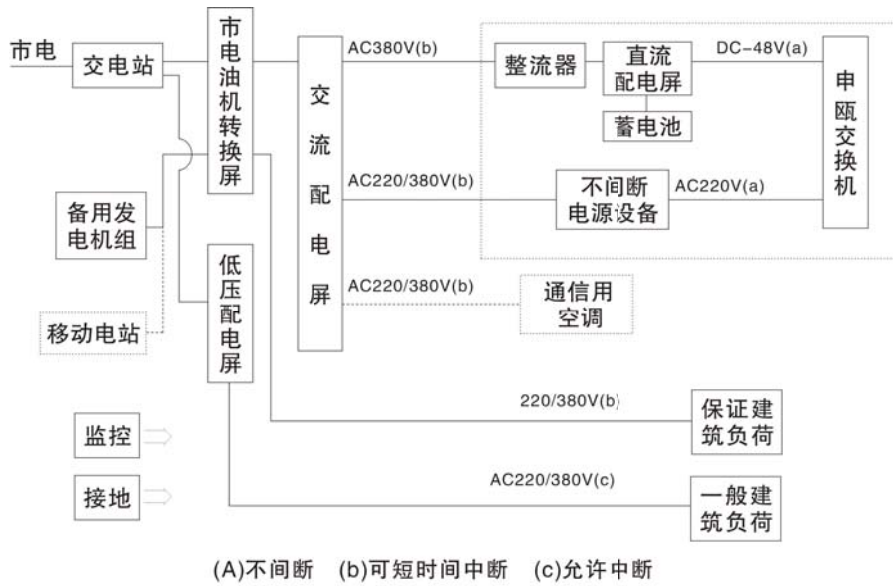 市电
交电站
市电油机转换屏
交流配电屏
AC380V(b)
整流器
直流
配电屏
DC-48V(a)
申瓯交换机
蓄电池
AC220/380V(b)
不间断
电源设备
AC220V(a)
备用发
电机组
低压配电屏
AC220/380V(b)
通信用
空调
移动电站
220/380V(b)
保证建
筑负荷
监控
接地
AC220/380V(c)
一般建
筑负荷
(A)不间断 (b)可短时间中断 (c)允许中断